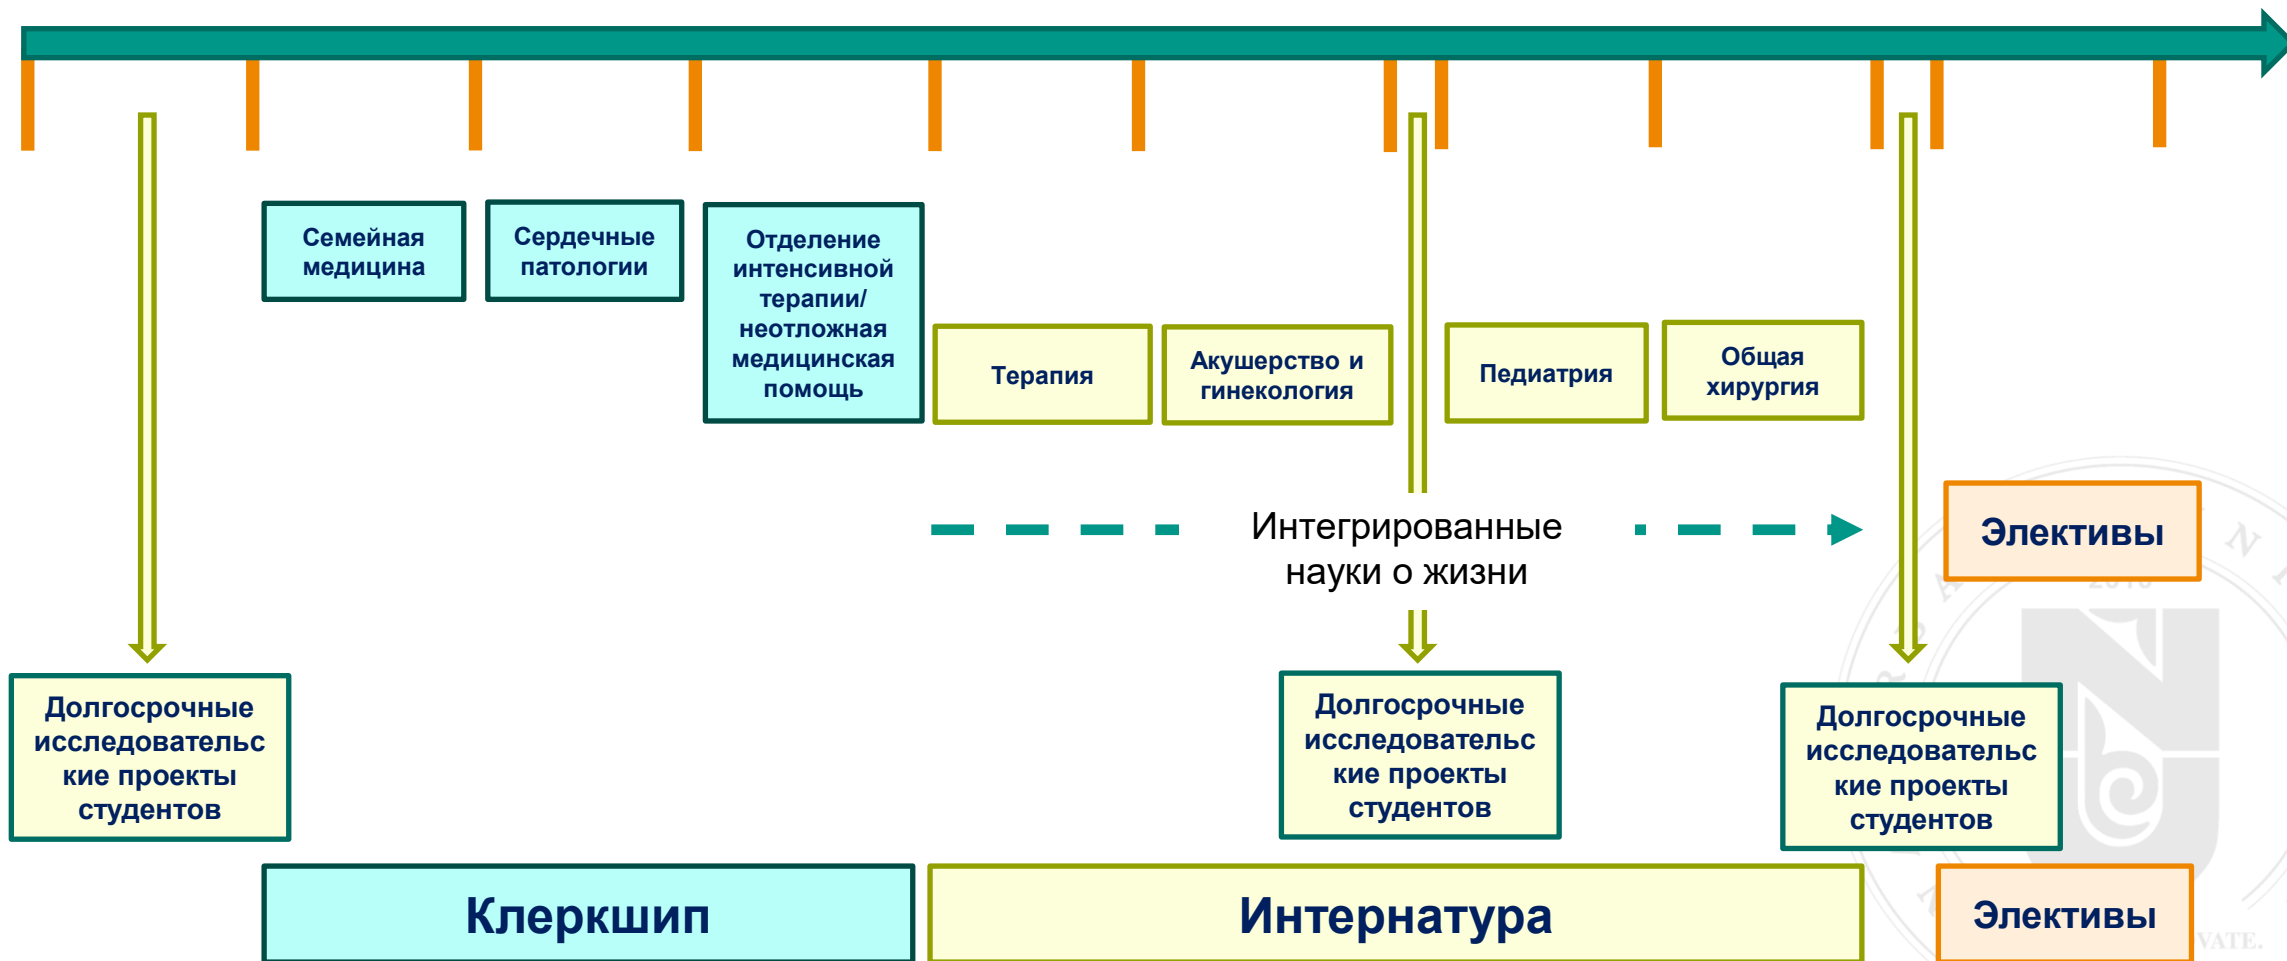 Семейная
медицина
Сердечные
патологии
Отделение
интенсивной
терапии/
неотложная
медицинская
помощь
Терапия
Акушерство и
гинекология
Педиатрия
Общая
хирургия
Интегрированные
науки о жизни
Элективы
Долгосрочные
исследовательс
кие проекты
студентов
Долгосрочные
исследовательс
кие проекты
студентов
Долгосрочные
исследовательс
кие проекты
студентов
Клеркшип
Интернатура
Элективы
VATE.